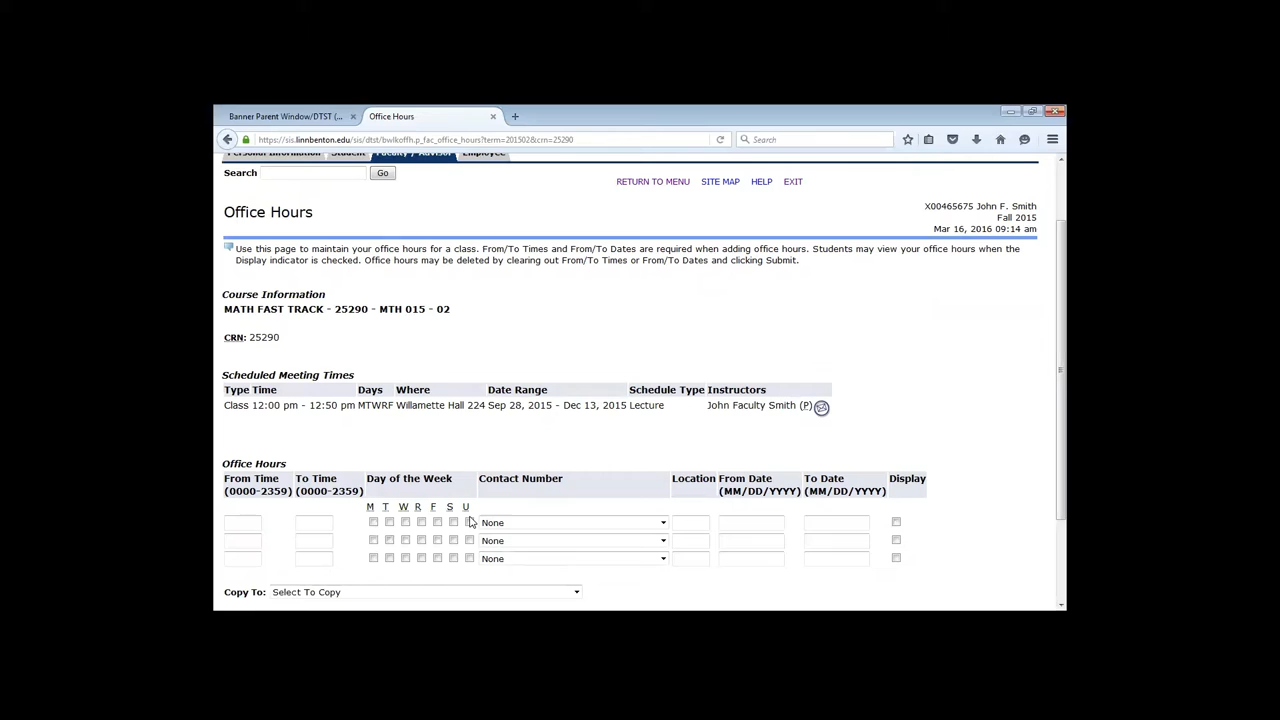 Banner Parent Window/DTST (... Office Hours
https://sis.linnbenton.edu/sis/dtst/bwlkoffh.p_fac_office_hours?term=201502&crn=25290 Search
Personal Information Student Faculty / Advisor Employee
Search Go
RETURN TO MENU SITE MAP HELP EXIT
Office Hours
X00465675 John F. Smith
Fall 2015
Mar 16, 2016 09:14 am
Use this page to maintain your office hours for a class. From/To Times and From/To Dates are required when adding office hours. Students may view your office hours when the
Display indicator is checked. Office hours may be deleted by clearing out From/To Times or From/To Dates and clicking Submit.
Course Information
MATH FAST TRACK - 25290 - MTH 015 - 02
CRN: 25290
Scheduled Meeting Times
Type Time Days Where Date Range Schedule Type Instructors
Class 12:00 pm - 12:50 pm MTWRF Willamette Hall 224 Sep 28, 2015 - Dec 13, 2015 Lecture John Faculty Smith (P)
Office Hours
From Time To Time Day of the Week Contact Number Location From Date To Date Display
(0000-2359) (0000-2359) (MM/DD/YYYY) (MM/DD/YYYY)
M T W R F S U
None
None
None
Copy To: Select To Copy